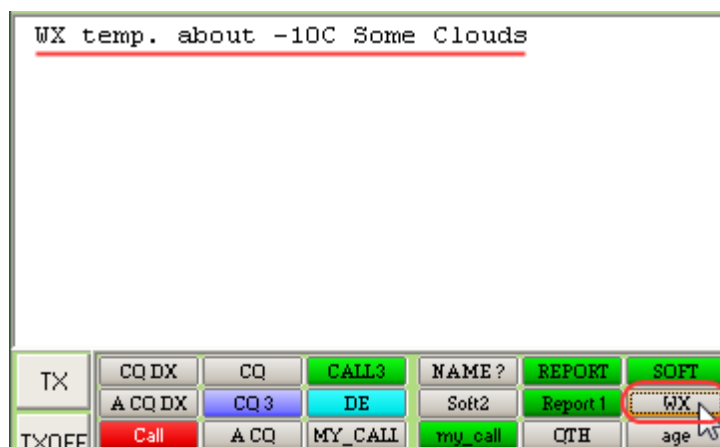 WX temp. about -10C Some Clouds
TX CQ DX CQ CALL3 NAME? REPORT SOFT
A CQ DX CQ 3 DE Soft2 Report 1 WX
TXOFF Call A CQ MY_CALL my_call QTH age